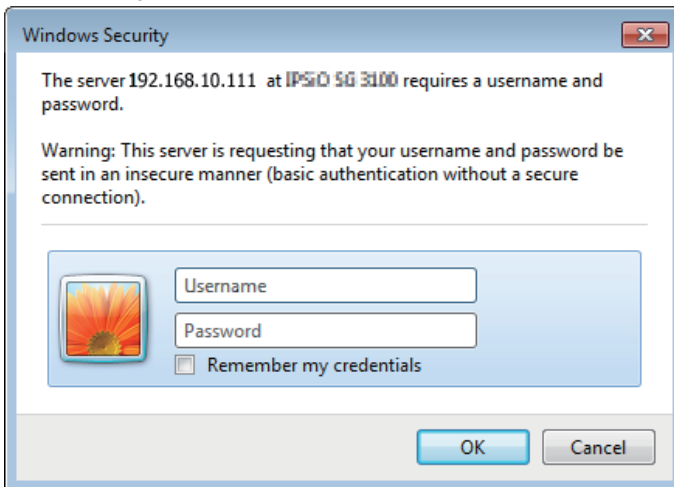 Windows Security
The server 192.168.10.111 at IPSiO SG 3100 requires a username and
password.
Warning: This server is requesting that your username and password be
sent in an insecure manner (basic authentication without a secure
connection).
Username
Password
Remember my credentials
OK
Cancel